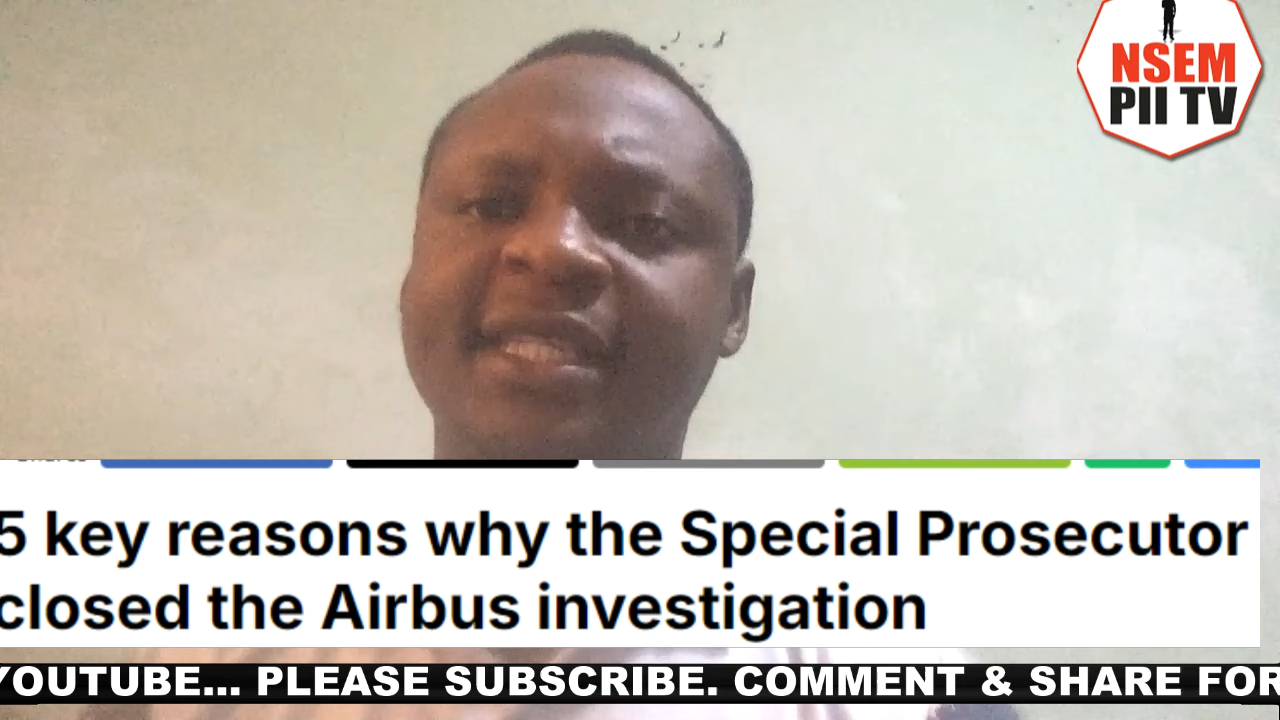 NSEM
PII TV
5 key reasons why the Special Prosecutor
closed the Airbus investigation
YOUTUBE... PLEASE SUBSCRIBE. COMMENT & SHARE FOR